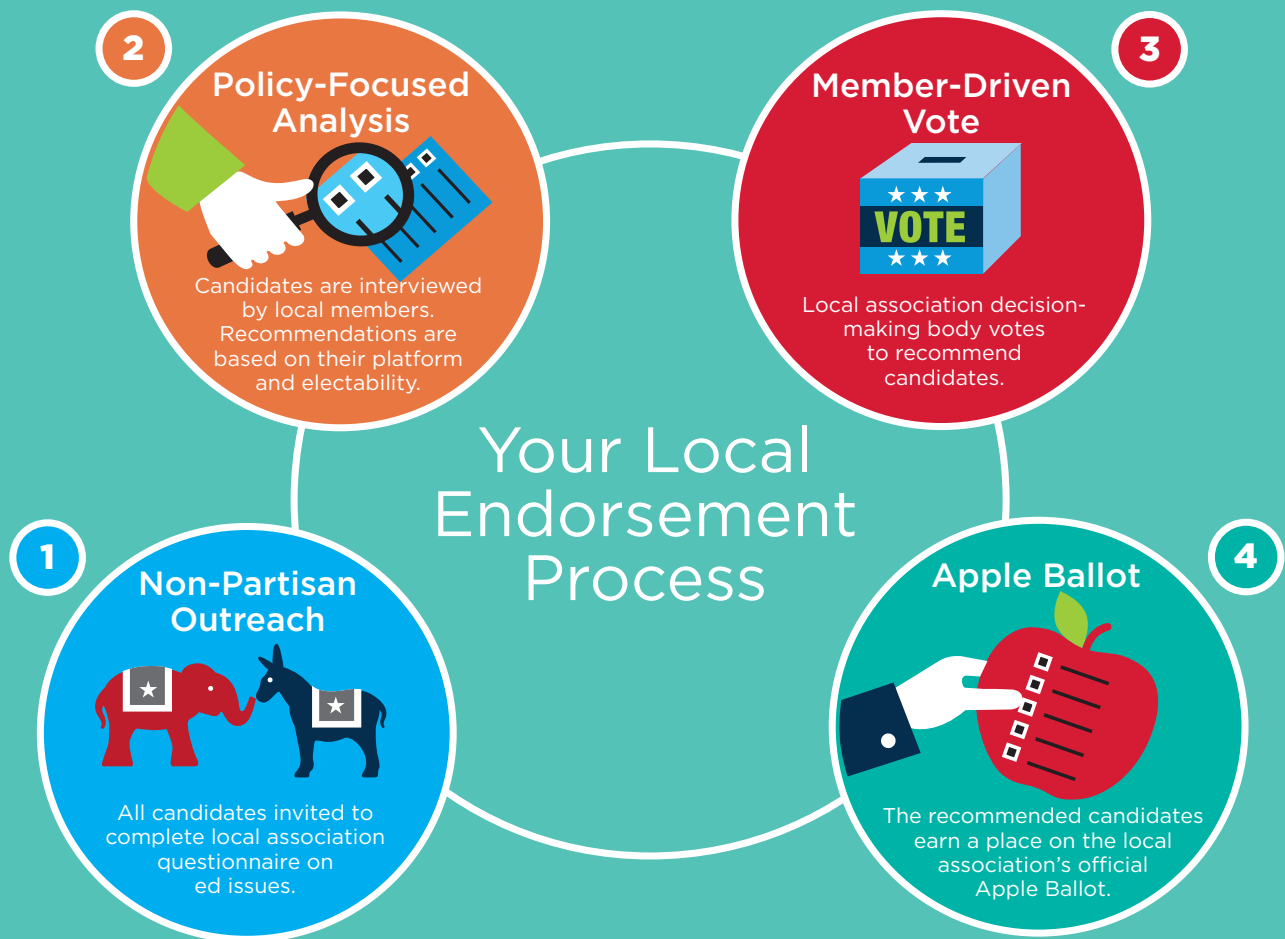 Your Local
Endorsement
Process
1
Non-Partisan
Outreach
All candidates invited to
complete local association
questionnaire on
ed issues.
2
Policy-Focused
Analysis
Candidates are interviewed
by local members.
Recommendations are
based on their platform
and electability.
3
Member-Driven
Vote
VOTE
Local association decision-
making body votes
to recommend
candidates.
4
Apple Ballot
The recommended candidates
earn a place on the local
association’s official
Apple Ballot.